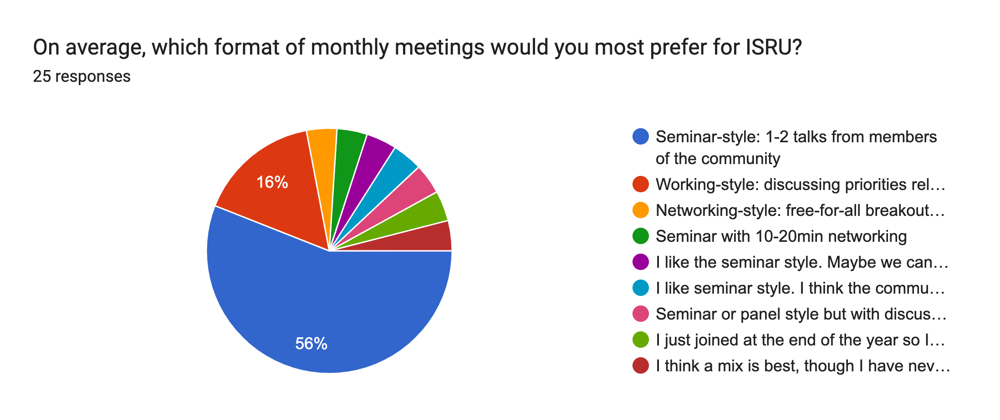 On average, which format of monthly meetings would you most prefer for ISRU?
25 responses
16%
56%
Seminar-style: 1-2 talks from members
of the community
Working-style: discussing priorities rel…
Networking-style: free-for-all breakout…
Seminar with 10-20min networking
I like the seminar style. Maybe we can…
I like seminar style. I think the commu…
Seminar or panel style but with discus…
I just joined at the end of the year so I…
I think a mix is best, though I have nev…